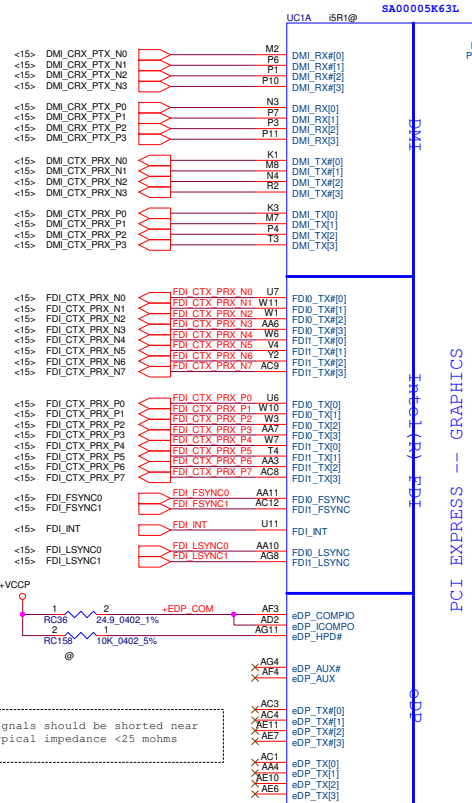 SA00005K63L
UC1A i5R1@
<15> DMI_CRX_PTX_N0 M2 DMI_RX#[0]
<15> DMI_CRX_PTX_N1 P6 DMI_RX#[1]
<15> DMI_CRX_PTX_N2 P1 DMI_RX#[2]
<15> DMI_CRX_PTX_N3 P10 DMI_RX#[3]
<15> DMI_CRX_PTX_P0 N3 DMI_RX[0]
<15> DMI_CRX_PTX_P1 P7 DMI_RX[1]
<15> DMI_CRX_PTX_P2 P3 DMI_RX[2]
<15> DMI_CRX_PTX_P3 P11 DMI_RX[3]
DMI
<15> DMI_CTX_PRX_N0 K1 DMI_TX#[0]
<15> DMI_CTX_PRX_N1 M8 DMI_TX#[1]
<15> DMI_CTX_PRX_N2 N4 DMI_TX#[2]
<15> DMI_CTX_PRX_N3 R2 DMI_TX#[3]
<15> DMI_CTX_PRX_P0 K3 DMI_TX[0]
<15> DMI_CTX_PRX_P1 M7 DMI_TX[1]
<15> DMI_CTX_PRX_P2 P4 DMI_TX[2]
<15> DMI_CTX_PRX_P3 T3 DMI_TX[3]
<15> FDI_CTX_PRX_N0 FDI_CTX_PRX_N0 U7 FDI0_TX#[0]
<15> FDI_CTX_PRX_N1 FDI_CTX_PRX_N1 W11 FDI0_TX#[1]
<15> FDI_CTX_PRX_N2 FDI_CTX_PRX_N2 W1 FDI0_TX#[2]
<15> FDI_CTX_PRX_N3 FDI_CTX_PRX_N3 AA6 FDI0_TX#[3]
<15> FDI_CTX_PRX_N4 FDI_CTX_PRX_N4 W6 FDI1_TX#[0]
<15> FDI_CTX_PRX_N5 FDI_CTX_PRX_N5 V4 FDI1_TX#[1]
<15> FDI_CTX_PRX_N6 FDI_CTX_PRX_N6 Y2 FDI1_TX#[2]
<15> FDI_CTX_PRX_N7 FDI_CTX_PRX_N7 AC9 FDI1_TX#[3]
Intel(R) FDI
PCI EXPRESS -- GRAPHICS
<15> FDI_CTX_PRX_P0 FDI_CTX_PRX_P0 U6 FDI0_TX[0]
<15> FDI_CTX_PRX_P1 FDI_CTX_PRX_P1 W10 FDI0_TX[1]
<15> FDI_CTX_PRX_P2 FDI_CTX_PRX_P2 W3 FDI0_TX[2]
<15> FDI_CTX_PRX_P3 FDI_CTX_PRX_P3 AA7 FDI0_TX[3]
<15> FDI_CTX_PRX_P4 FDI_CTX_PRX_P4 W7 FDI1_TX[0]
<15> FDI_CTX_PRX_P5 FDI_CTX_PRX_P5 T4 FDI1_TX[1]
<15> FDI_CTX_PRX_P6 FDI_CTX_PRX_P6 AA3 FDI1_TX[2]
<15> FDI_CTX_PRX_P7 FDI_CTX_PRX_P7 AC8 FDI1_TX[3]
<15> FDI_FSYNC0 FDI_FSYNC0 AA11 FDI0_FSYNC
<15> FDI_FSYNC1 FDI_FSYNC1 AC12 FDI1_FSYNC
<15> FDI_INT FDI_INT U11 FDI_INT
<15> FDI_LSYNC0 FDI_LSYNC0 AA10 FDI0_LSYNC
<15> FDI_LSYNC1 FDI_LSYNC1 AG8 FDI1_LSYNC
+VCCP
1 2 +EDP_COM AF3 eDP_COMPIO
RC36 24.9_0402_1% AD2 eDP_ICOMPO
2 1 AG11 eDP_HPD#
RC158 10K_0402_5%
@
AG4 eDP_AUX#
AF4 eDP_AUX
eDP
AC3 eDP_TX#[0]
AC4 eDP_TX#[1]
AE11 eDP_TX#[2]
AE7 eDP_TX#[3]
gnals should be shorted near
pical impedance <25 mohms
AC1 eDP_TX[0]
AA4 eDP_TX[1]
AE10 eDP_TX[2]
AE6 eDP_TX[3]